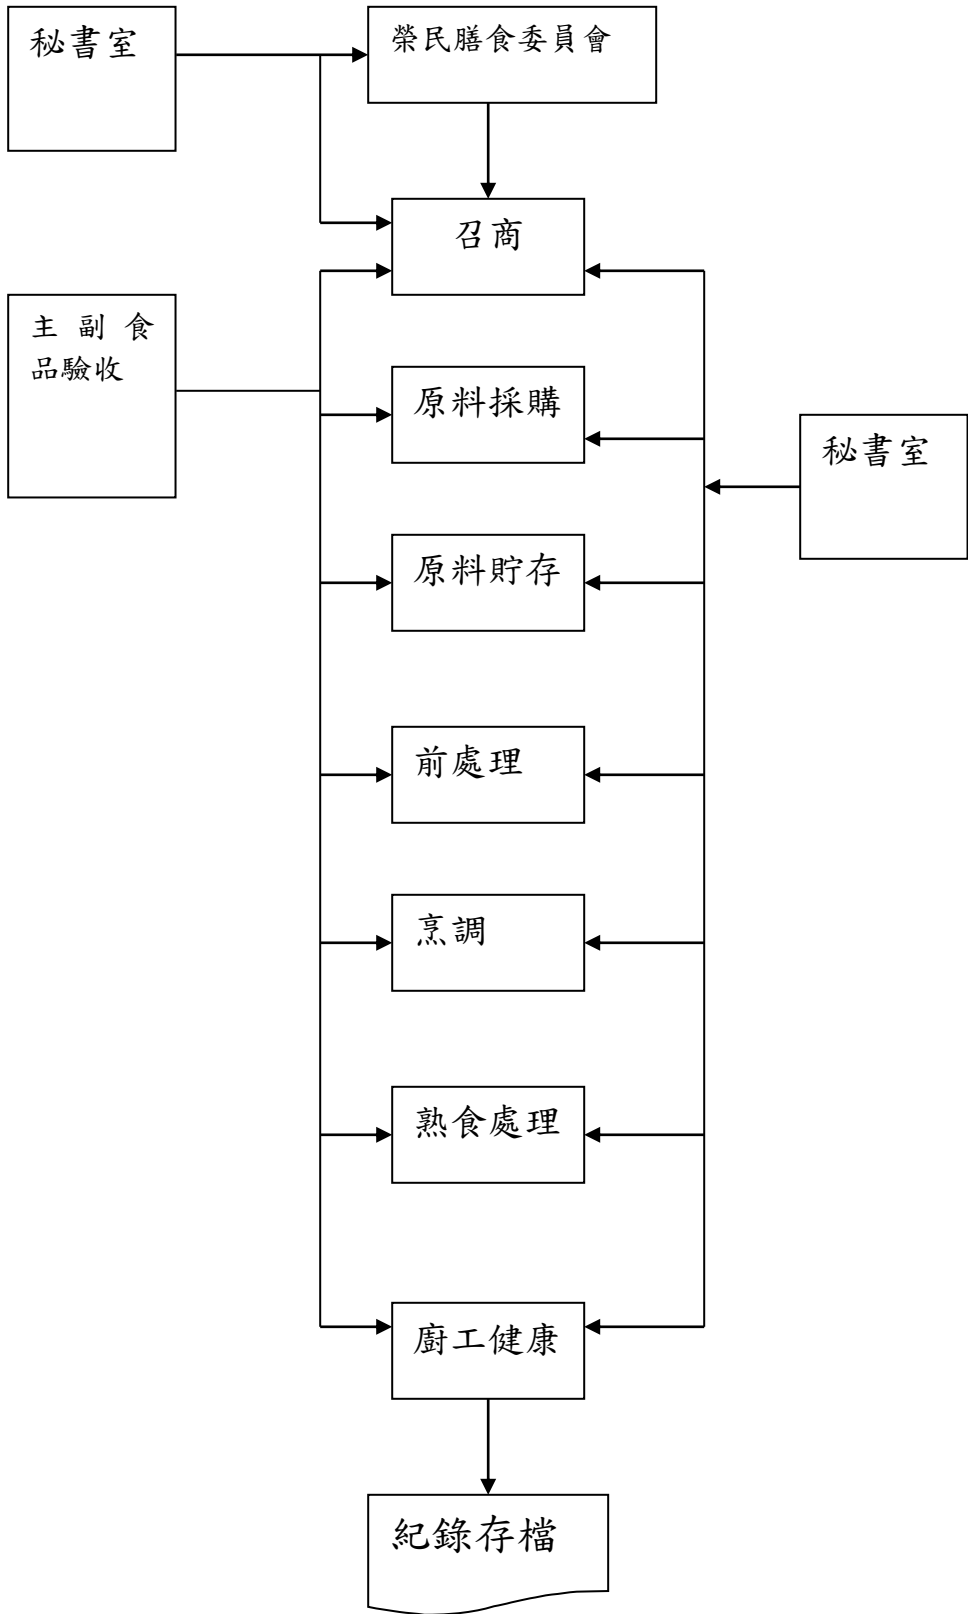 秘書室
榮民膳食委員會
召商
主 副 食
品驗收
原料採購
秘書室
原料貯存
前處理
烹調
熟食處理
廚工健康
紀錄存檔